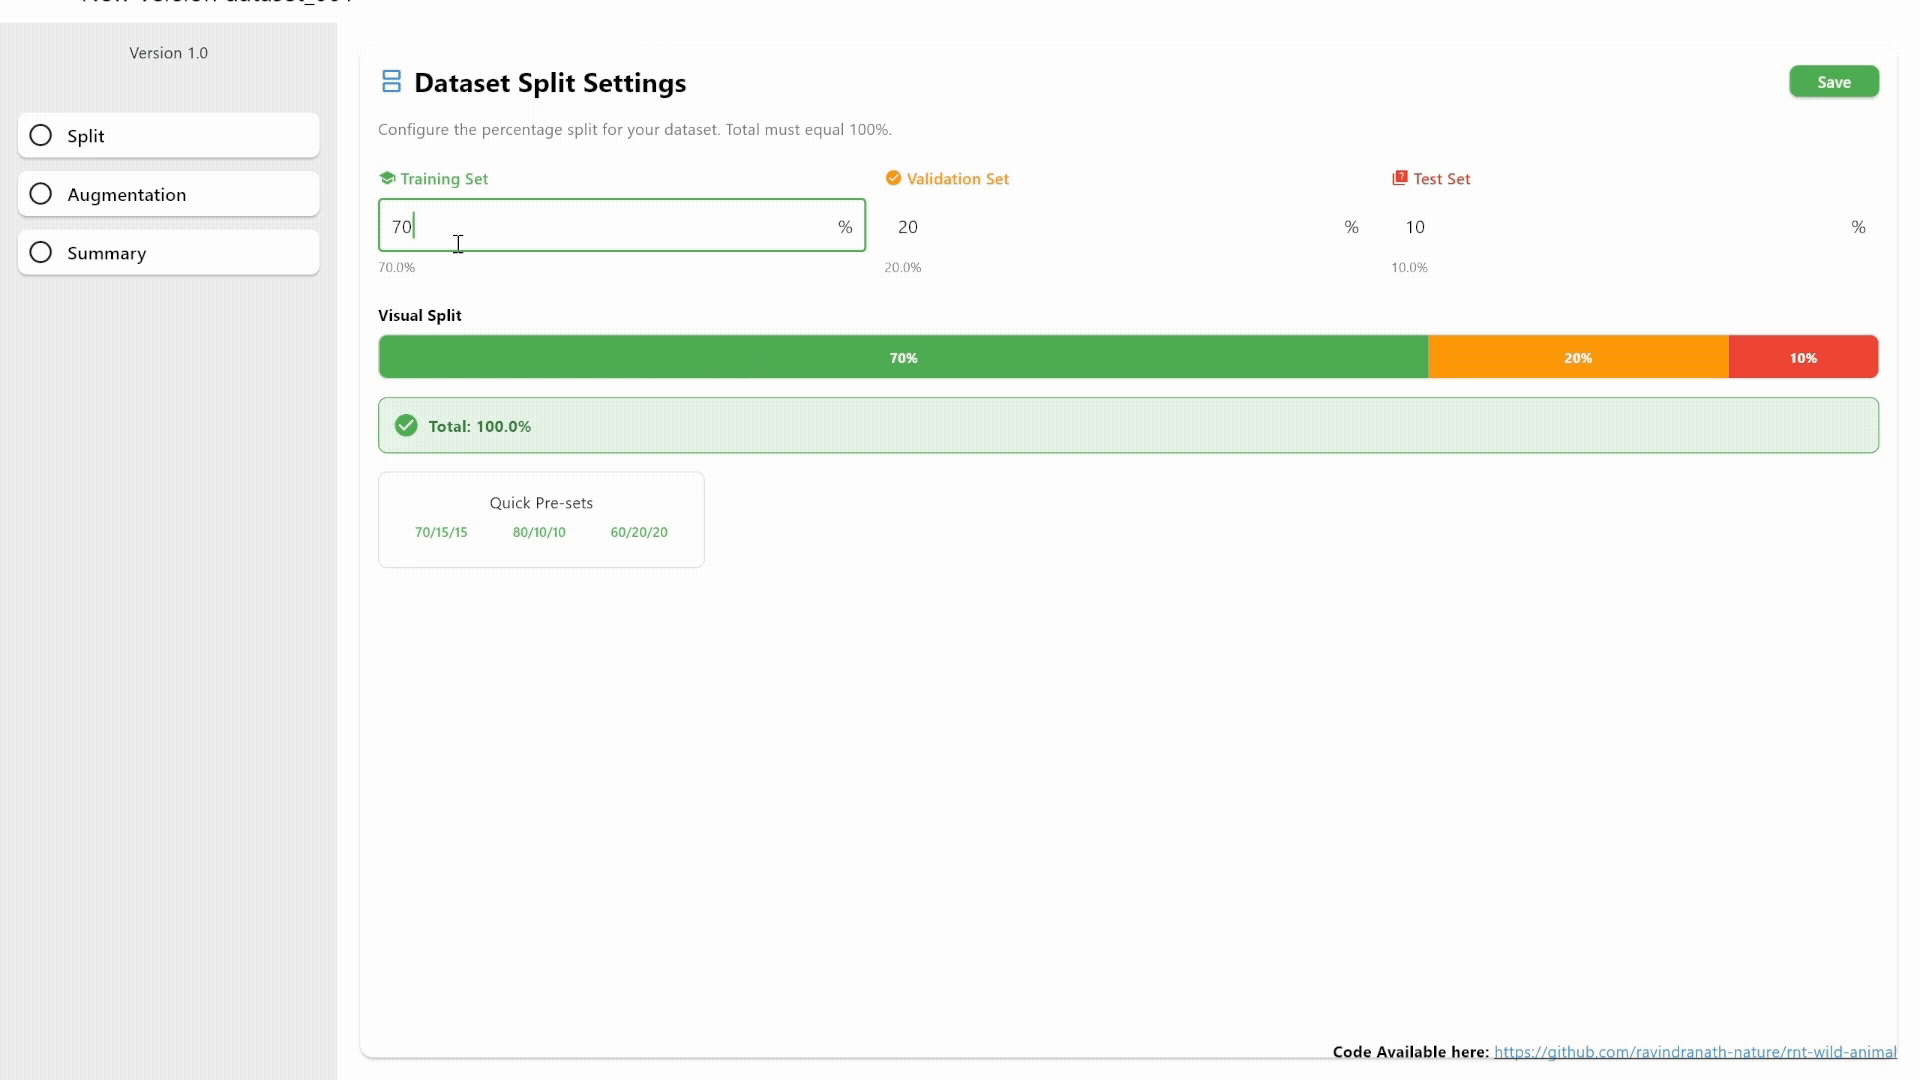 Version 1.0
Split
Augmentation
Summary
Dataset Split Settings
Save
Configure the percentage split for your dataset. Total must equal 100%.
Training Set
Validation Set
Test Set
70 %
20 %
10 %
70.0%
20.0%
10.0%
Visual Split
70%
20%
10%
Total: 100.0%
Quick Pre-sets
70/15/15 80/10/10 60/20/20
Code Available here: https://github.com/ravindranath-nature/rnt-wild-animal